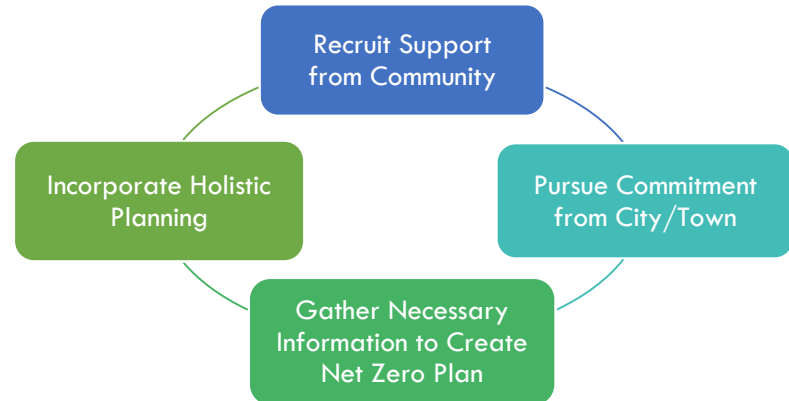 Recruit Support
from Community
Pursue Commitment
from City/Town
Gather Necessary
Information to Create
Net Zero Plan
Incorporate Holistic
Planning